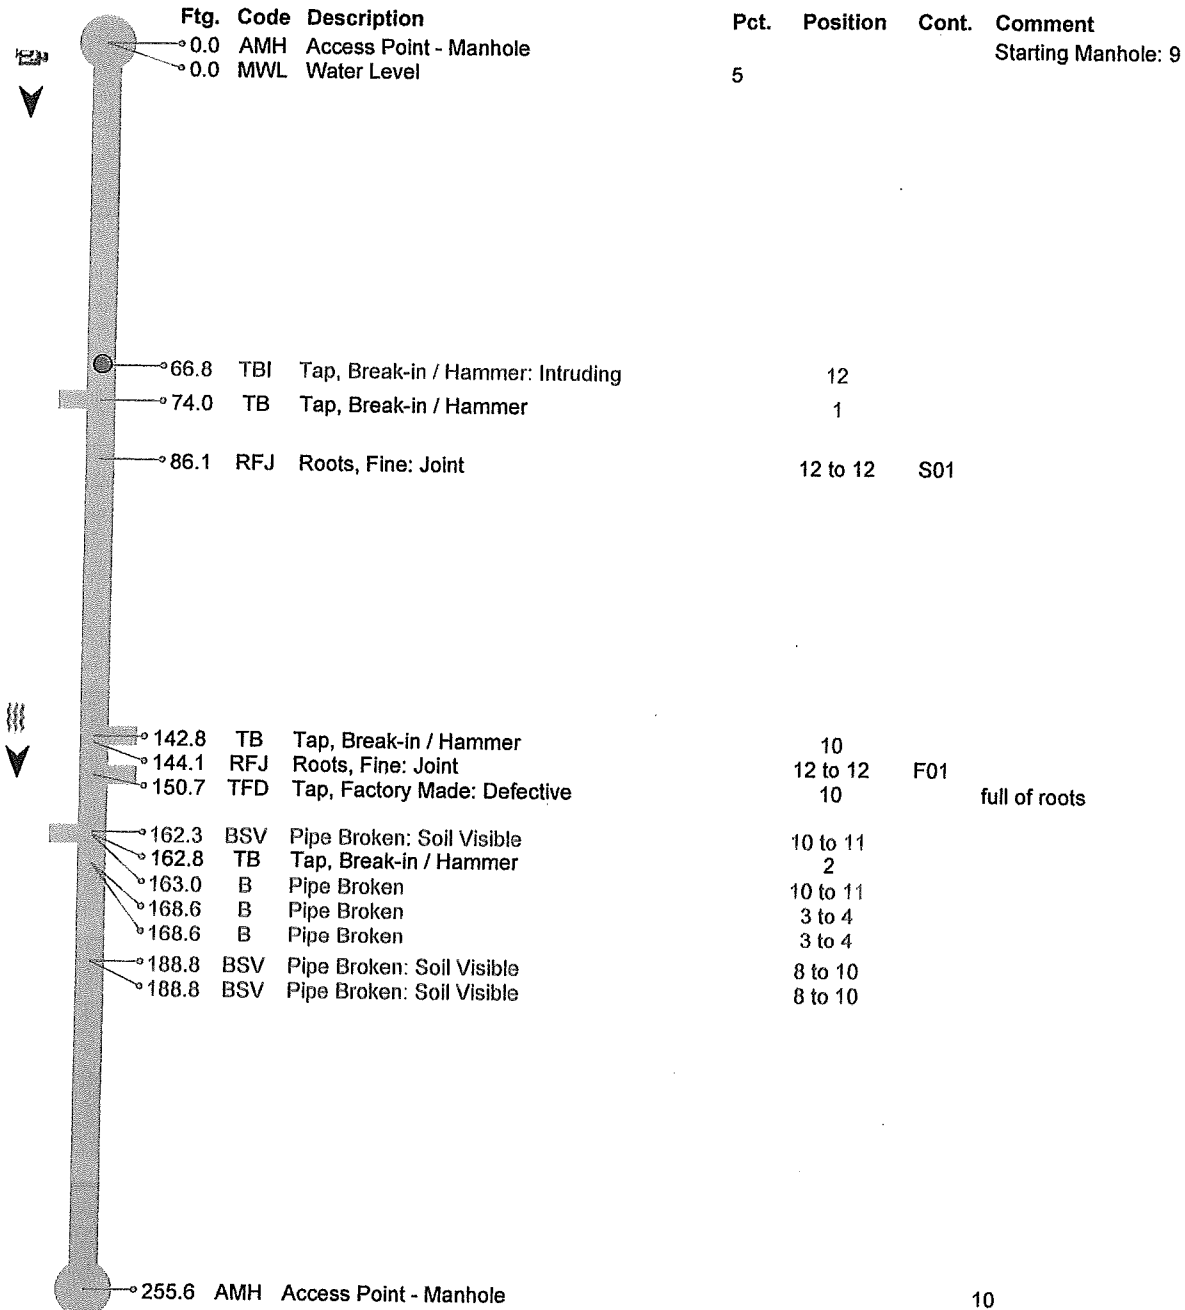 Ftg. Code Description Pct. Position Cont. Comment
0.0 AMH Access Point - Manhole Starting Manhole: 9
0.0 MWL Water Level 5
66.8 TBI Tap, Break-in / Hammer: Intruding 12
74.0 TB Tap, Break-in / Hammer 1
86.1 RFJ Roots, Fine: Joint 12 to 12 S01
142.8 TB Tap, Break-in / Hammer 10
144.1 RFJ Roots, Fine: Joint 12 to 12 F01
150.7 TFD Tap, Factory Made: Defective 10 full of roots
162.3 BSV Pipe Broken: Soil Visible 10 to 11
162.8 TB Tap, Break-in / Hammer 2
163.0 B Pipe Broken 10 to 11
168.6 B Pipe Broken 3 to 4
168.6 B Pipe Broken 3 to 4
188.8 BSV Pipe Broken: Soil Visible 8 to 10
188.8 BSV Pipe Broken: Soil Visible 8 to 10
255.6 AMH Access Point - Manhole 10